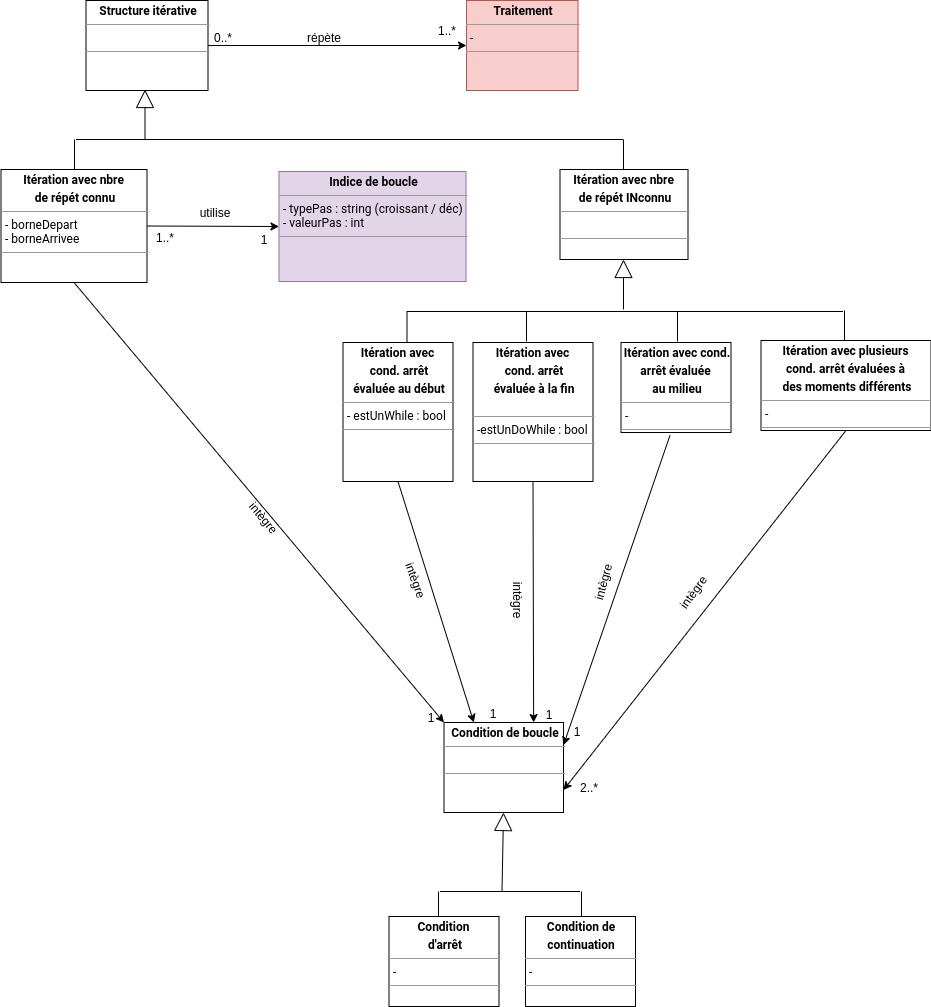 Structure itérative
0..*
répète
1..*
Traitement
-
Itération avec nbre
de répét connu
- borneDepart
- borneArrivee
utilise
1..*
1
Indice de boucle
- typePas : string (croissant / déc)
- valeurPas : int
Itération avec nbre
de répét INconnu
Itération avec
cond. arrêt
évaluée au début
- estUnWhile : bool
Itération avec
cond. arrêt
évaluée à la fin
-estUnDoWhile : bool
Itération avec cond.
arrêt évaluée
au milieu
-
Itération avec plusieurs
cond. arrêt évaluées à
des moments différents
-
intègre
intègre
intègre
intègre
intègre
1
1
1
1
2..*
Condition de boucle
Condition
d'arrêt
-
Condition de
continuation
-